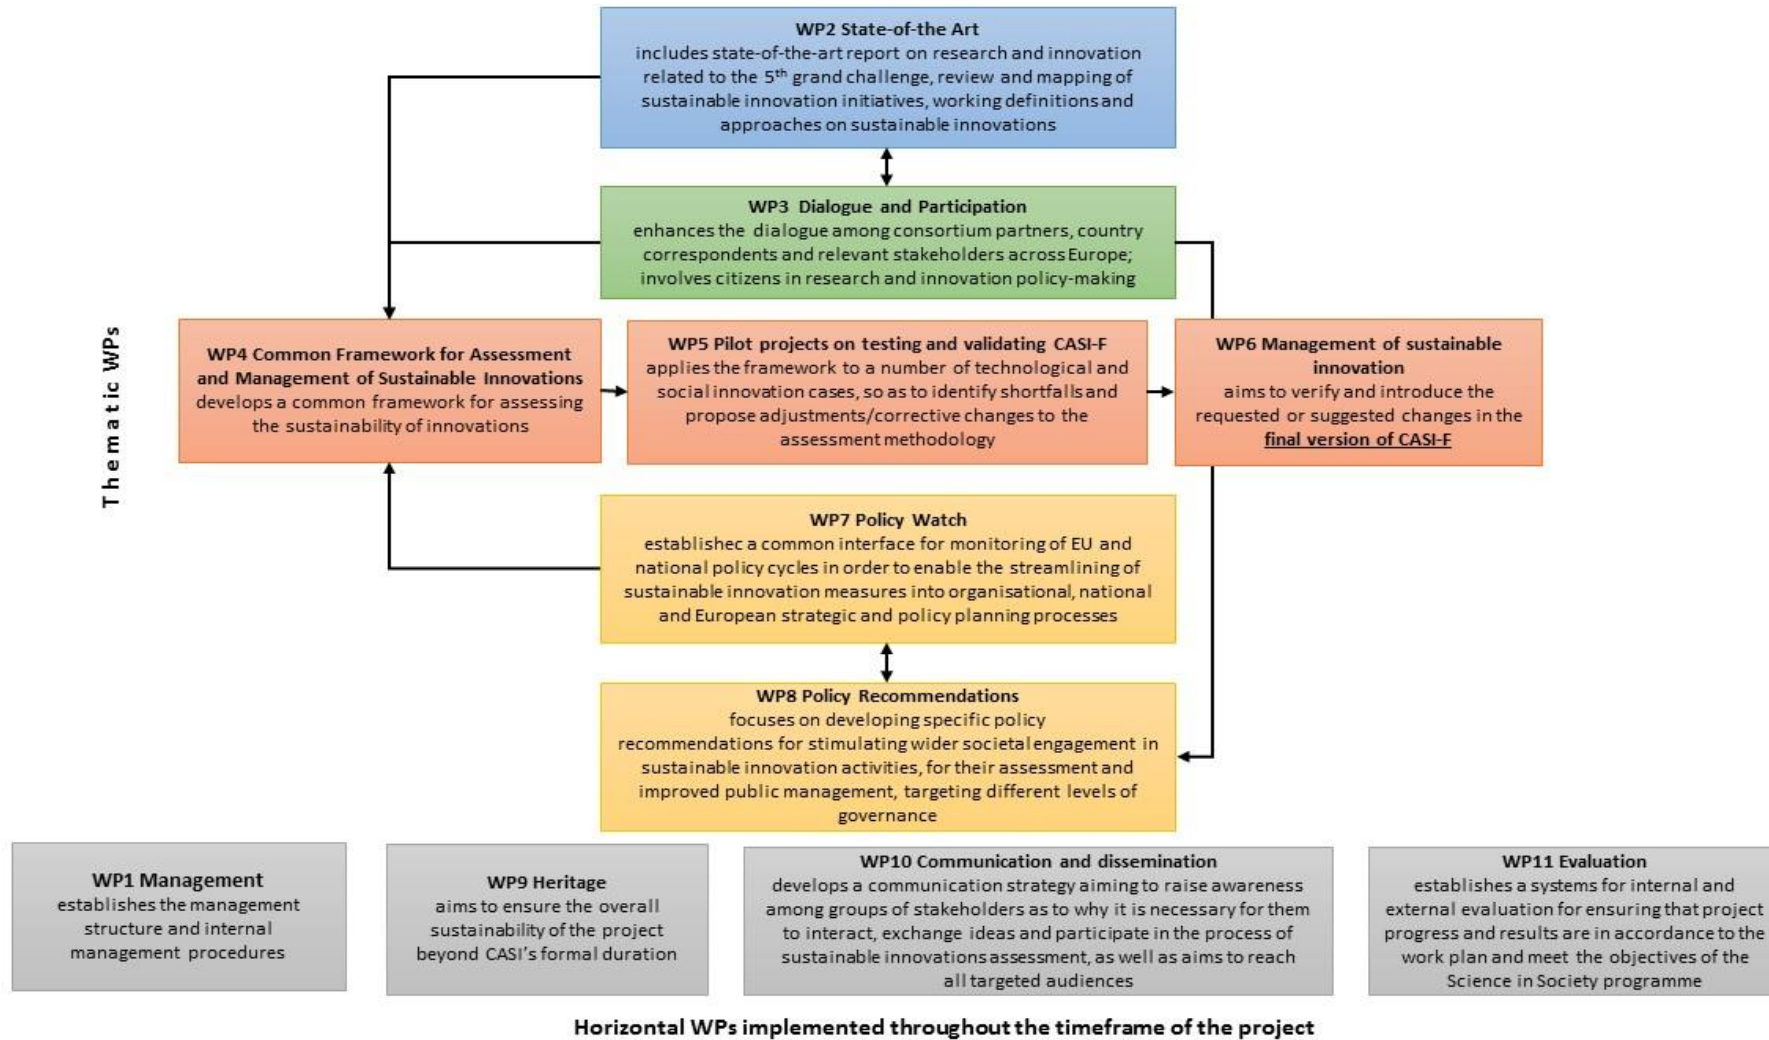 WP2 State-of-the Art
includes state-of-the-art report on research and innovation
related to the 5th grand challenge, review and mapping of
sustainable innovation initiatives, working definitions and
approaches on sustainable innovations
WP3 Dialogue and Participation
enhances the dialogue among consortium partners, country
correspondents and relevant stakeholders across Europe;
involves citizens in research and innovation policy-making
Thematic WPs
WP4 Common Framework for Assessment
and Management of Sustainable Innovations
develops a common framework for assessing
the sustainability of innovations
WP5 Pilot projects on testing and validating CASI-F
applies the framework to a number of technological and
social innovation cases, so as to identify shortfalls and
propose adjustments/corrective changes to the
assessment methodology
WP6 Management of sustainable
innovation
aims to verify and introduce the
requested or suggested changes in the
final version of CASI-F
WP7 Policy Watch
establishec a common interface for monitoring of EU and
national policy cycles in order to enable the streamlining of
sustainable innovation measures into organisational, national
and European strategic and policy planning processes
WP8 Policy Recommendations
focuses on developing specific policy
recommendations for stimulating wider societal engagement in
sustainable innovation activities, for their assessment and
improved public management, targeting different levels of
governance
WP1 Management
establishes the management
structure and internal
management procedures
WP9 Heritage
aims to ensure the overall
sustainability of the project
beyond CASI's formal duration
WP10 Communication and dissemination
develops a communication strategy aiming to raise awareness
among groups of stakeholders as to why it is necessary for them
to interact, exchange ideas and participate in the process of
sustainable innovations assessment, as well as aims to reach
all targeted audiences
WP11 Evaluation
establishes a systems for internal and
external evaluation for ensuring that project
progress and results are in accordance to the
work plan and meet the objectives of the
Science in Society programme
Horizontal WPs implemented throughout the timeframe of the project